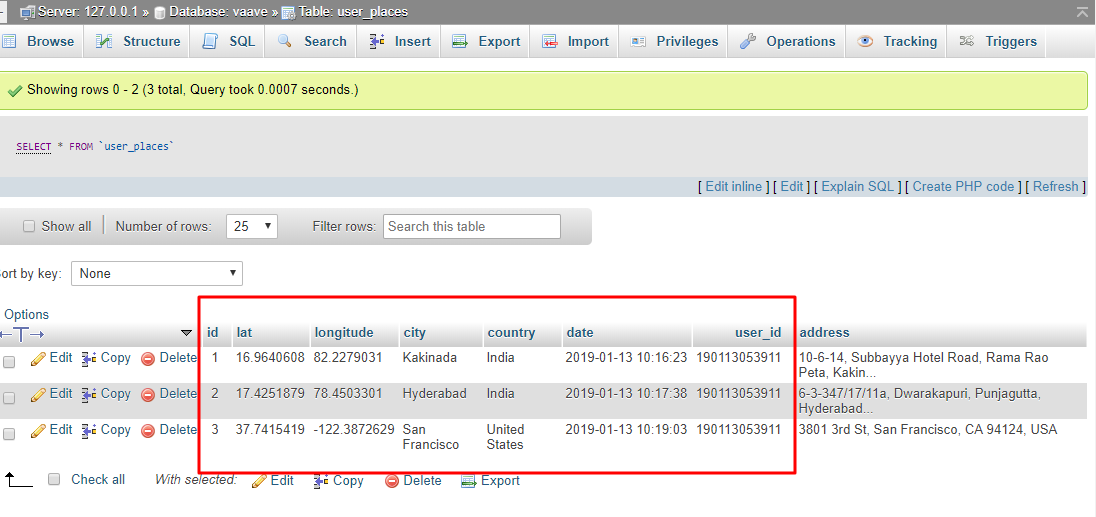 Server: 127.0.0.1 » Database: vaave » Table: user_places
Browse Structure SQL Search Insert Export Import Privileges Operations Tracking Triggers
Showing rows 0 - 2 (3 total, Query took 0.0007 seconds.)
SELECT * FROM `user_places`
[ Edit inline ] [ Edit ] [ Explain SQL ] [ Create PHP code ] [ Refresh ]
Show all Number of rows: 25 Filter rows: Search this table
ort by key: None
Options
id lat longitude city country date user_id address
Edit Copy Delete 1 16.9640608 82.2279031 Kakinada India 2019-01-13 10:16:23 190113053911 10-6-14, Subbayya Hotel Road, Rama Rao
Peta, Kakin...
Edit Copy Delete 2 17.4251879 78.4503301 Hyderabad India 2019-01-13 10:17:38 190113053911 6-3-347/17/11a, Dwarakapuri, Punjagutta,
Hyderabad...
Edit Copy Delete 3 37.7415419 -122.3872629 San United 2019-01-13 10:19:03 190113053911 3801 3rd St, San Francisco, CA 94124, USA
Francisco States
Check all With selected: Edit Copy Delete Export